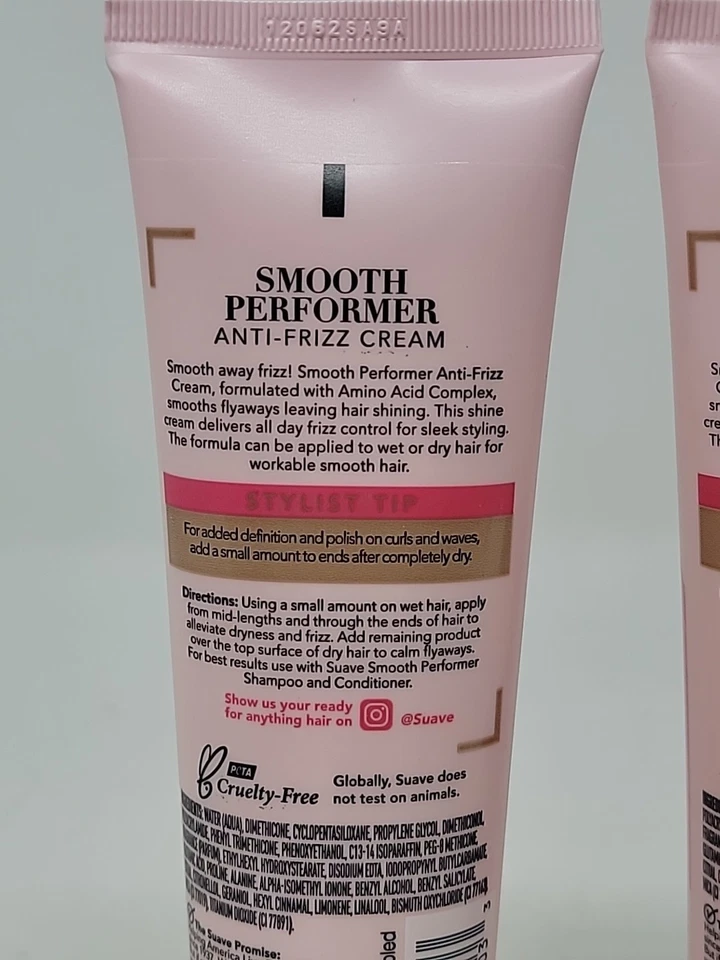 12062SA9A
SMOOTH
PERFORMER
ANTI-FRIZZ CREAM
Smooth away frizz! Smooth Performer Anti-Frizz
Cream, formulated with Amino Acid Complex,
smooths flyaways leaving hair shining. This shine
cream delivers all day frizz control for sleek styling.
The formula can be applied to wet or dry hair for
workable smooth hair.
STYLIST TIP
For added definition and polish on curls and waves,
add a small amount to ends after completely dry.
Directions: Using a small amount on wet hair, apply
from mid-lengths and through the ends of hair to
alleviate dryness and frizz. Add remaining product
over the top surface of dry hair to calm flyaways.
For best results use with Suave Smooth Performer
Shampoo and Conditioner.
Show us your ready
for anything hair on @Suave
PETA
Cruelty-Free
Globally, Suave does
not test on animals.
WATER (AQUA), DIMETHICONE, CYCLOPENTASILOXANE, PROPYLENE GLYCOL, DIMETHICONOL,
PHENYL TRIMETHICONE, PHENOXYETHANOL, C13-14 ISOPARAFFIN, PEG-8 METHICONE,
PARFUM), ETHYLHEXYL HYDROXYSTEARATE, DISODIUM EDTA, IODOPROPYNYL BUTYLCARBAMATE
ACID, PROLINE, ALANINE, ALPHA-ISOMETHYL IONONE, BENZYL ALCOHOL, BENZYL SALICYLATE
GERANIOL, HEXYL CINNAMAL, LIMONENE, LINALOOL, BISMUTH OXYCHLORIDE (CI 77163)
TITANIUM DIOXIDE (CI 77891).
The Suave Promise: